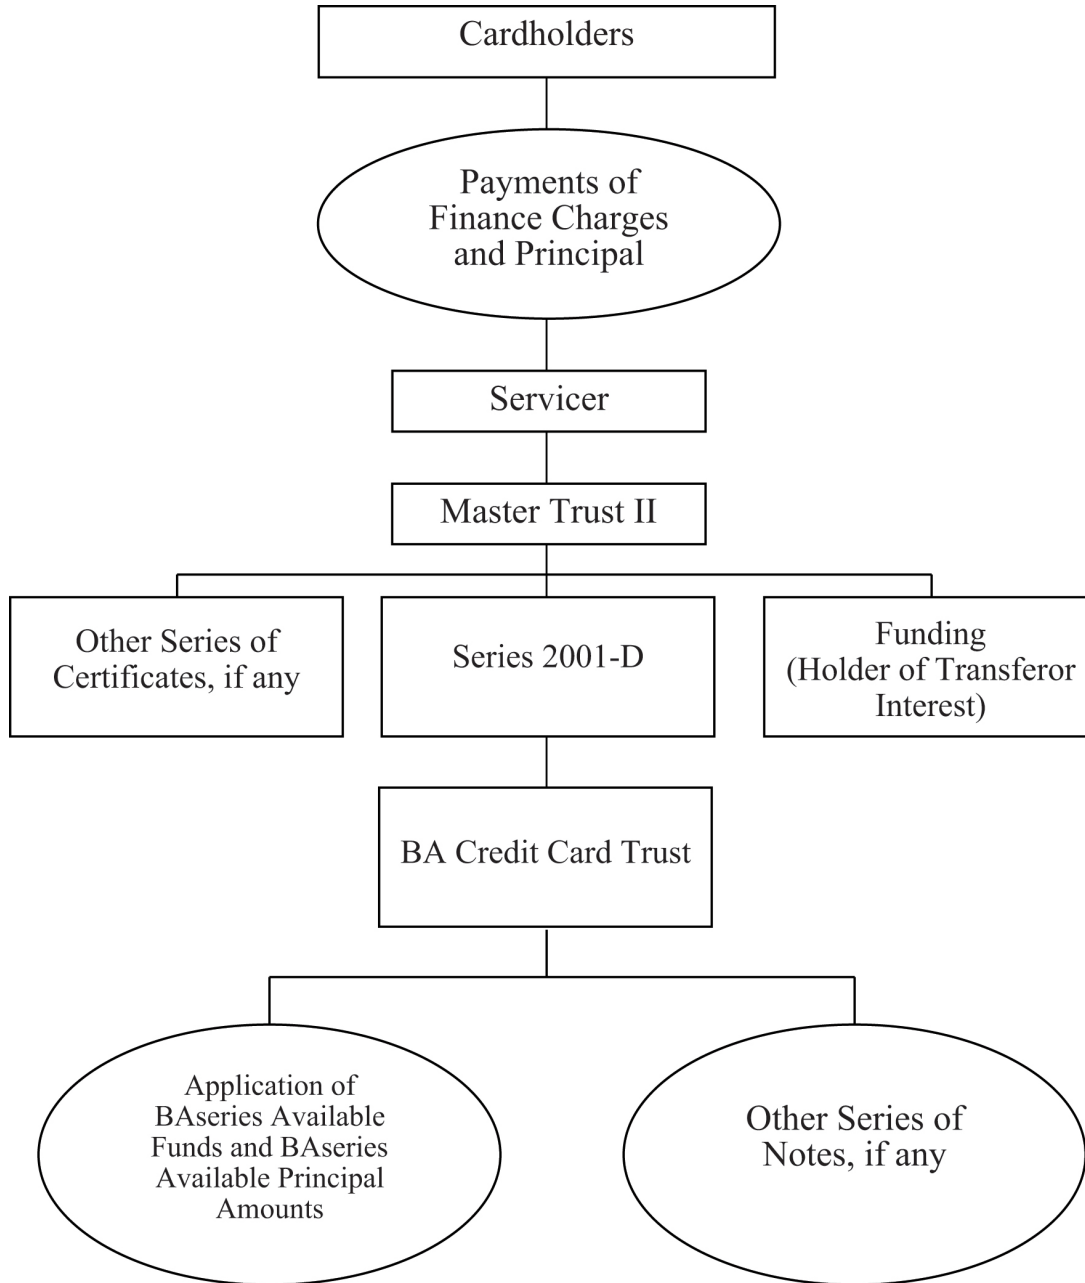 Cardholders
Payments of
Finance Charges
and Principal
Servicer
Master Trust II
Other Series of
Certificates, if any
Series 2001-D
Funding
(Holder of Transferor
Interest)
BA Credit Card Trust
Application of
BAseries Available
Funds and BAseries
Available Principal
Amounts
Other Series of
Notes, if any